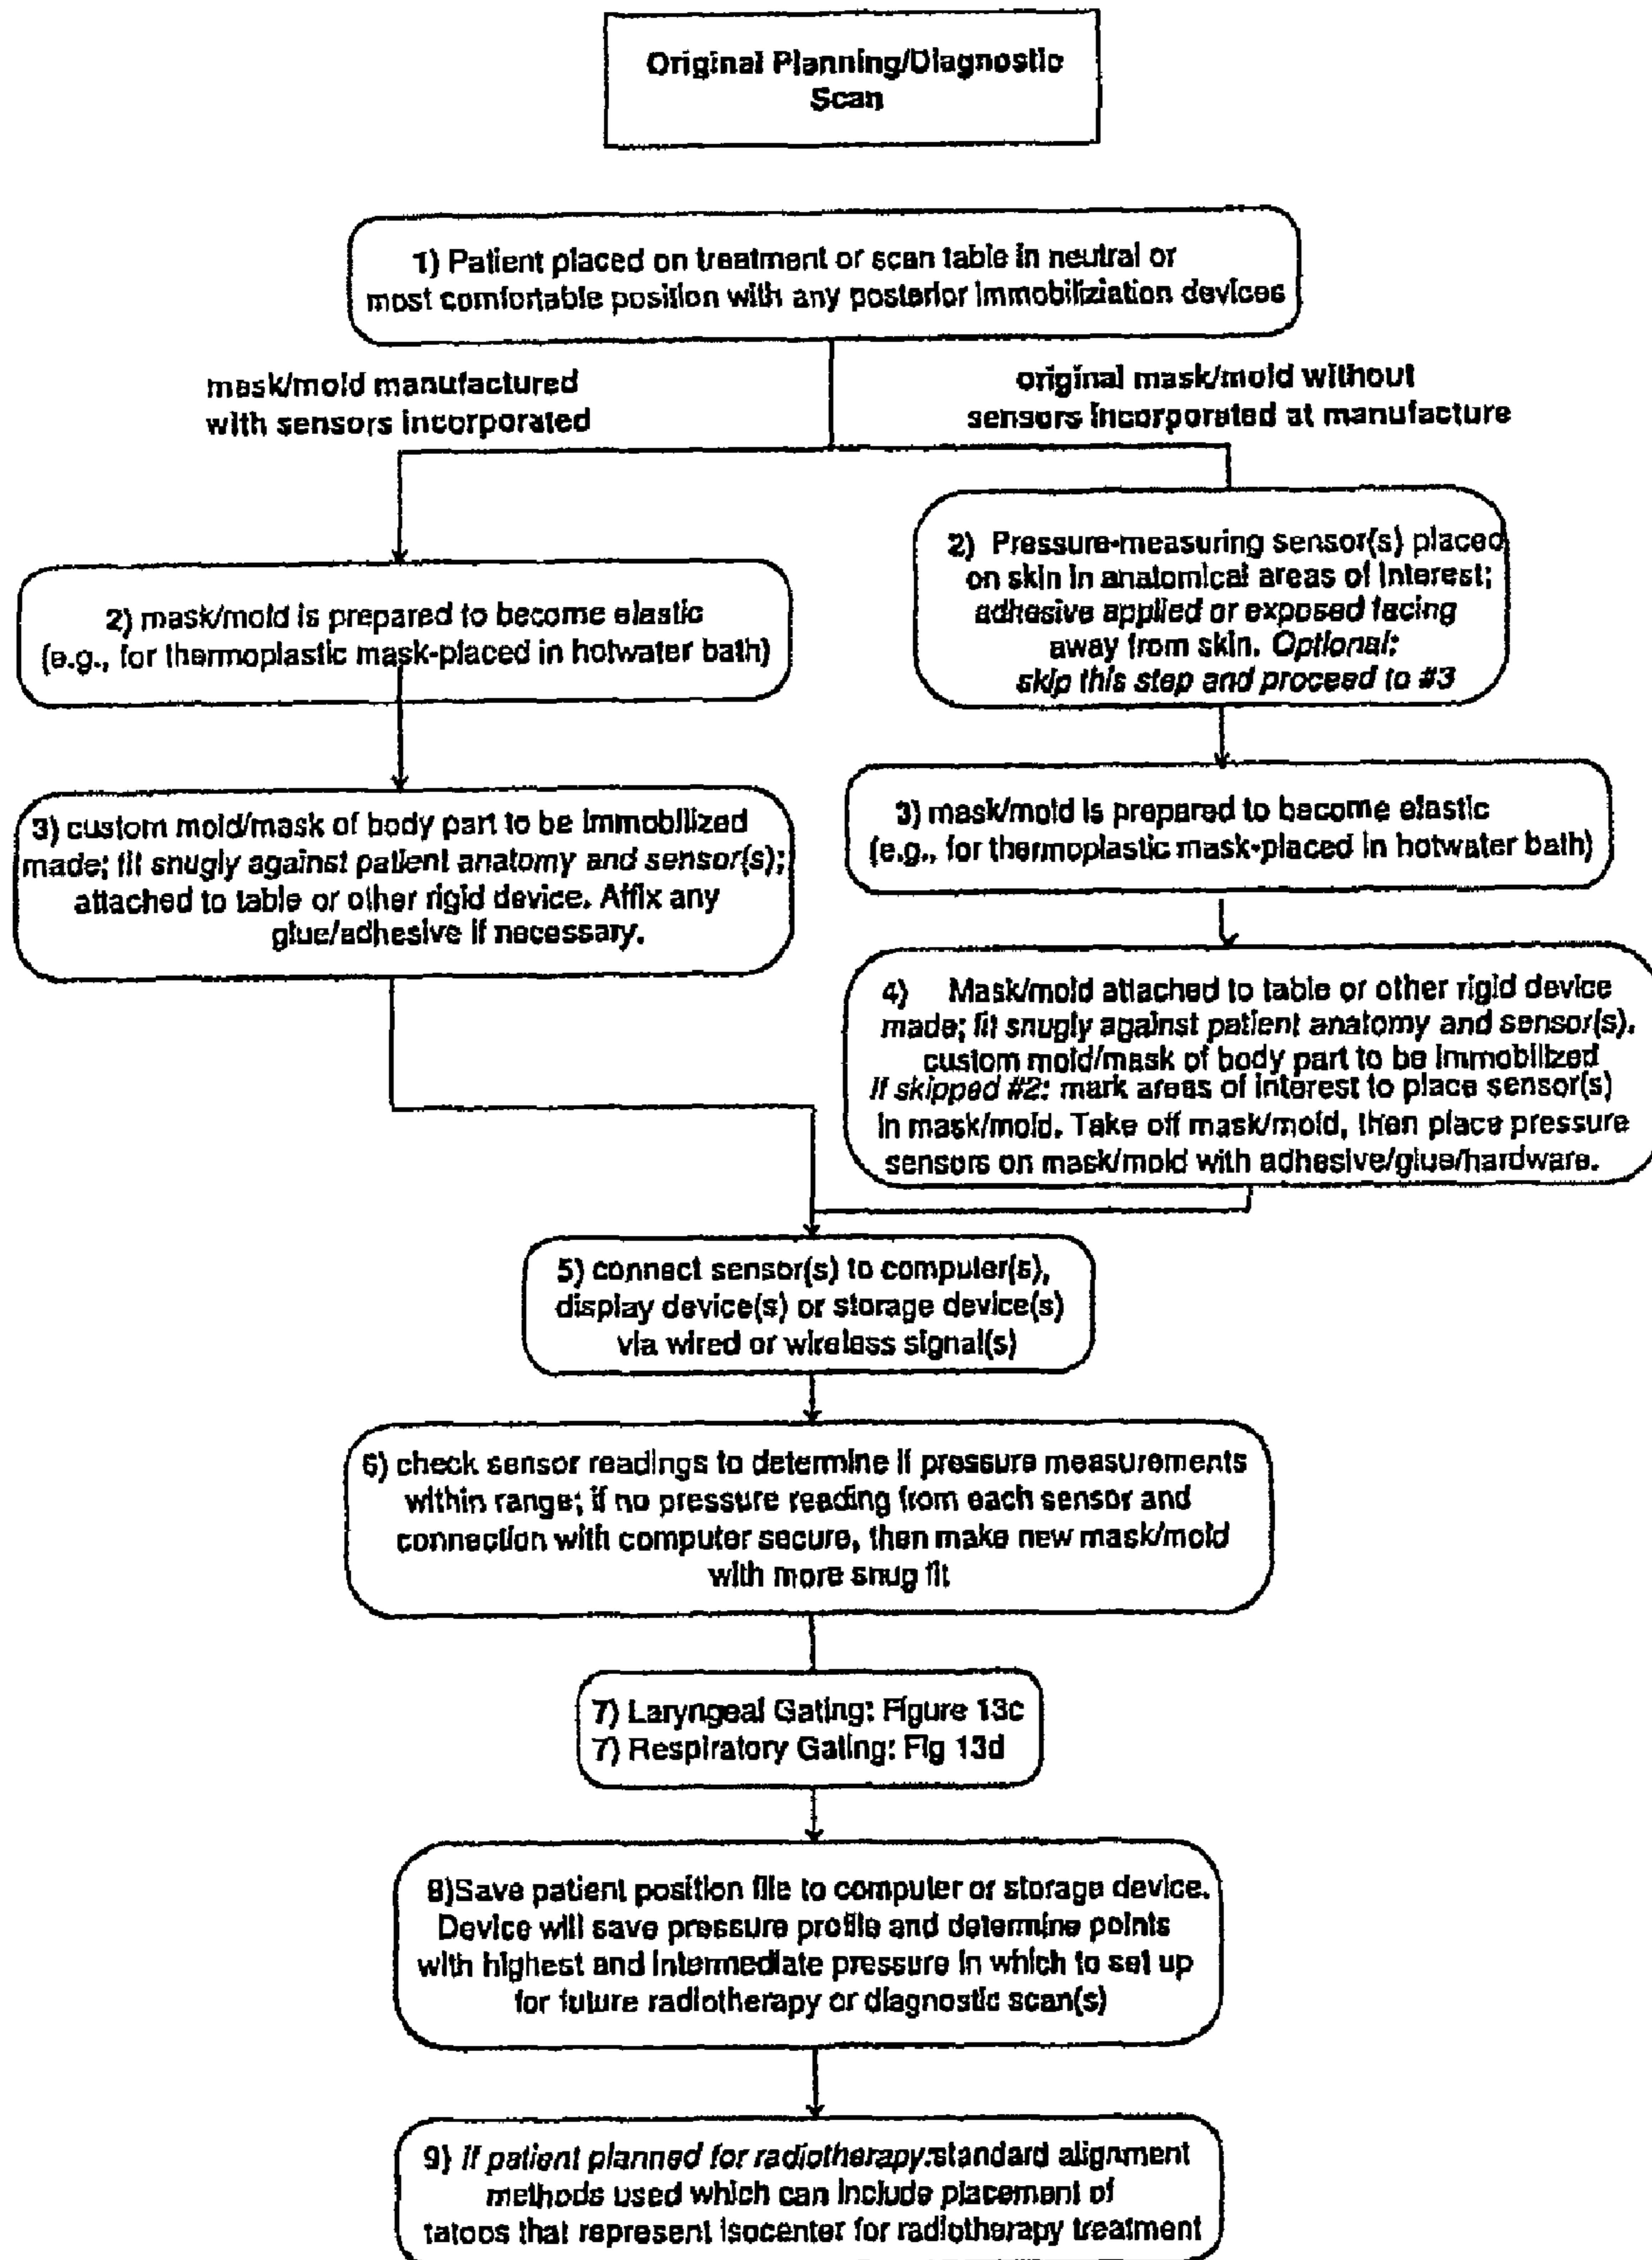 Original Planning/Diagnostic
Scan
1) Patient placed on treatment or scan table in neutral or
most comfortable position with any posterior immobiliziation devices
mask/mold manufactured
with sensors incorporated
original mask/mold without
sensors incorporated at manufacture
2) mask/mold is prepared to become elastic
(e.g., for thermoplastic mask-placed in hotwater bath)
2) Pressure-measuring sensor(s) placed
on skin in anatomical areas of interest;
adhesive applied or exposed facing
away from skin. Optional:
skip this step and proceed to #3
3) custom mold/mask of body part to be immobilized
made; fit snugly against patient anatomy and sensor(s);
attached to table or other rigid device. Affix any
glue/adhesive if necessary.
3) mask/mold is prepared to become elastic
(e.g., for thermoplastic mask-placed in hotwater bath)
4) Mask/mold attached to table or other rigid device
made; fit snugly against patient anatomy and sensor(s).
custom mold/mask of body part to be immobilized
If skipped #2: mark areas of interest to place sensor(s)
in mask/mold. Take off mask/mold, then place pressure
sensors on mask/mold with adhesive/glue/hardware.
5) connect sensor(s) to computer(s),
display device(s) or storage device(s)
via wired or wireless signal(s)
6) check sensor readings to determine if pressure measurements
within range; if no pressure reading from each sensor and
connection with computer secure, then make new mask/mold
with more snug fit
7) Laryngeal Gating: Figure 13c
7) Respiratory Gating: Fig 13d
8)Save patient position file to computer or storage device.
Device will save pressure profile and determine points
with highest and intermediate pressure in which to set up
for future radiotherapy or diagnostic scan(s)
9) If patient planned for radiotherapy:standard alignment
methods used which can include placement of
tatoos that represent isocenter for radiotherapy treatment